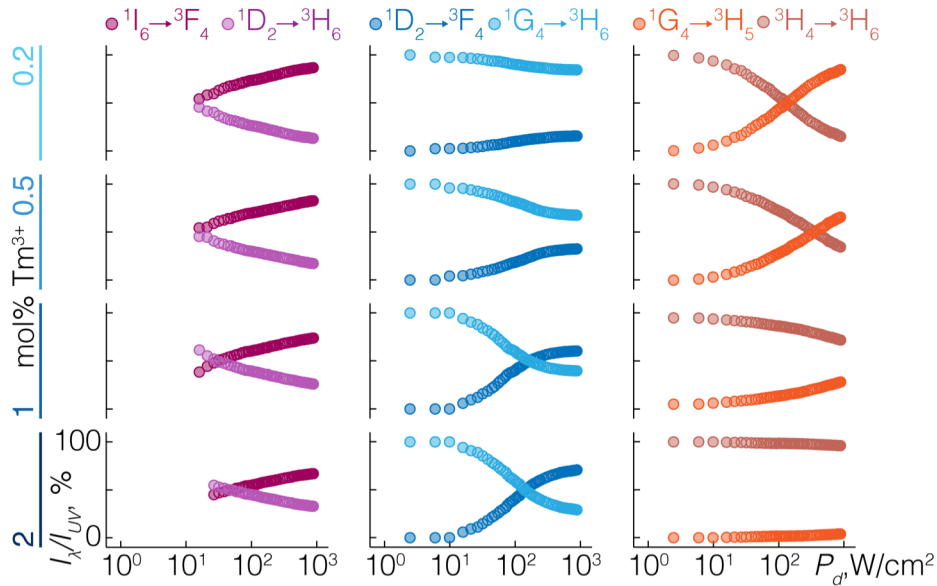 ¹I₆→³F₄ ¹D₂→³H₆ ¹D₂→³F₄ ¹G₄→³H₆ ¹G₄→³H₅ ³H₄→³H₆
0.2
0.5
1
2
mol% Tm³⁺
100
0
I_λ/I_UV, %
10⁰ 10¹ 10² 10³ 10⁰ 10¹ 10² 10³ 10⁰ 10¹ 10² P_d, W/cm²